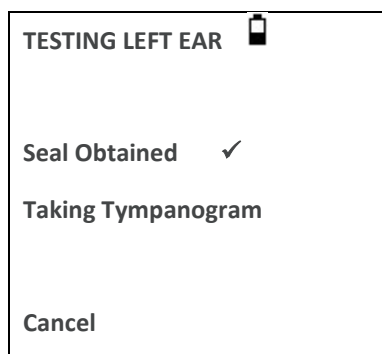 TESTING LEFT EAR
Seal Obtained ✓
Taking Tympanogram
Cancel